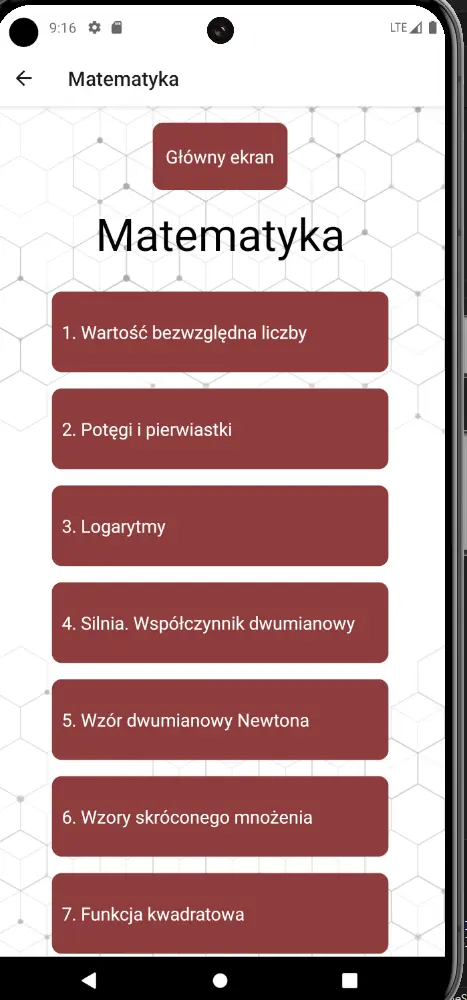 9:16
LTE
Matematyka
Główny ekran
Matematyka
1. Wartość bezwzględna liczby
2. Potęgi i pierwiastki
3. Logarytmy
4. Silnia. Współczynnik dwumianowy
5. Wzór dwumianowy Newtona
6. Wzory skróconego mnożenia
7. Funkcja kwadratowa